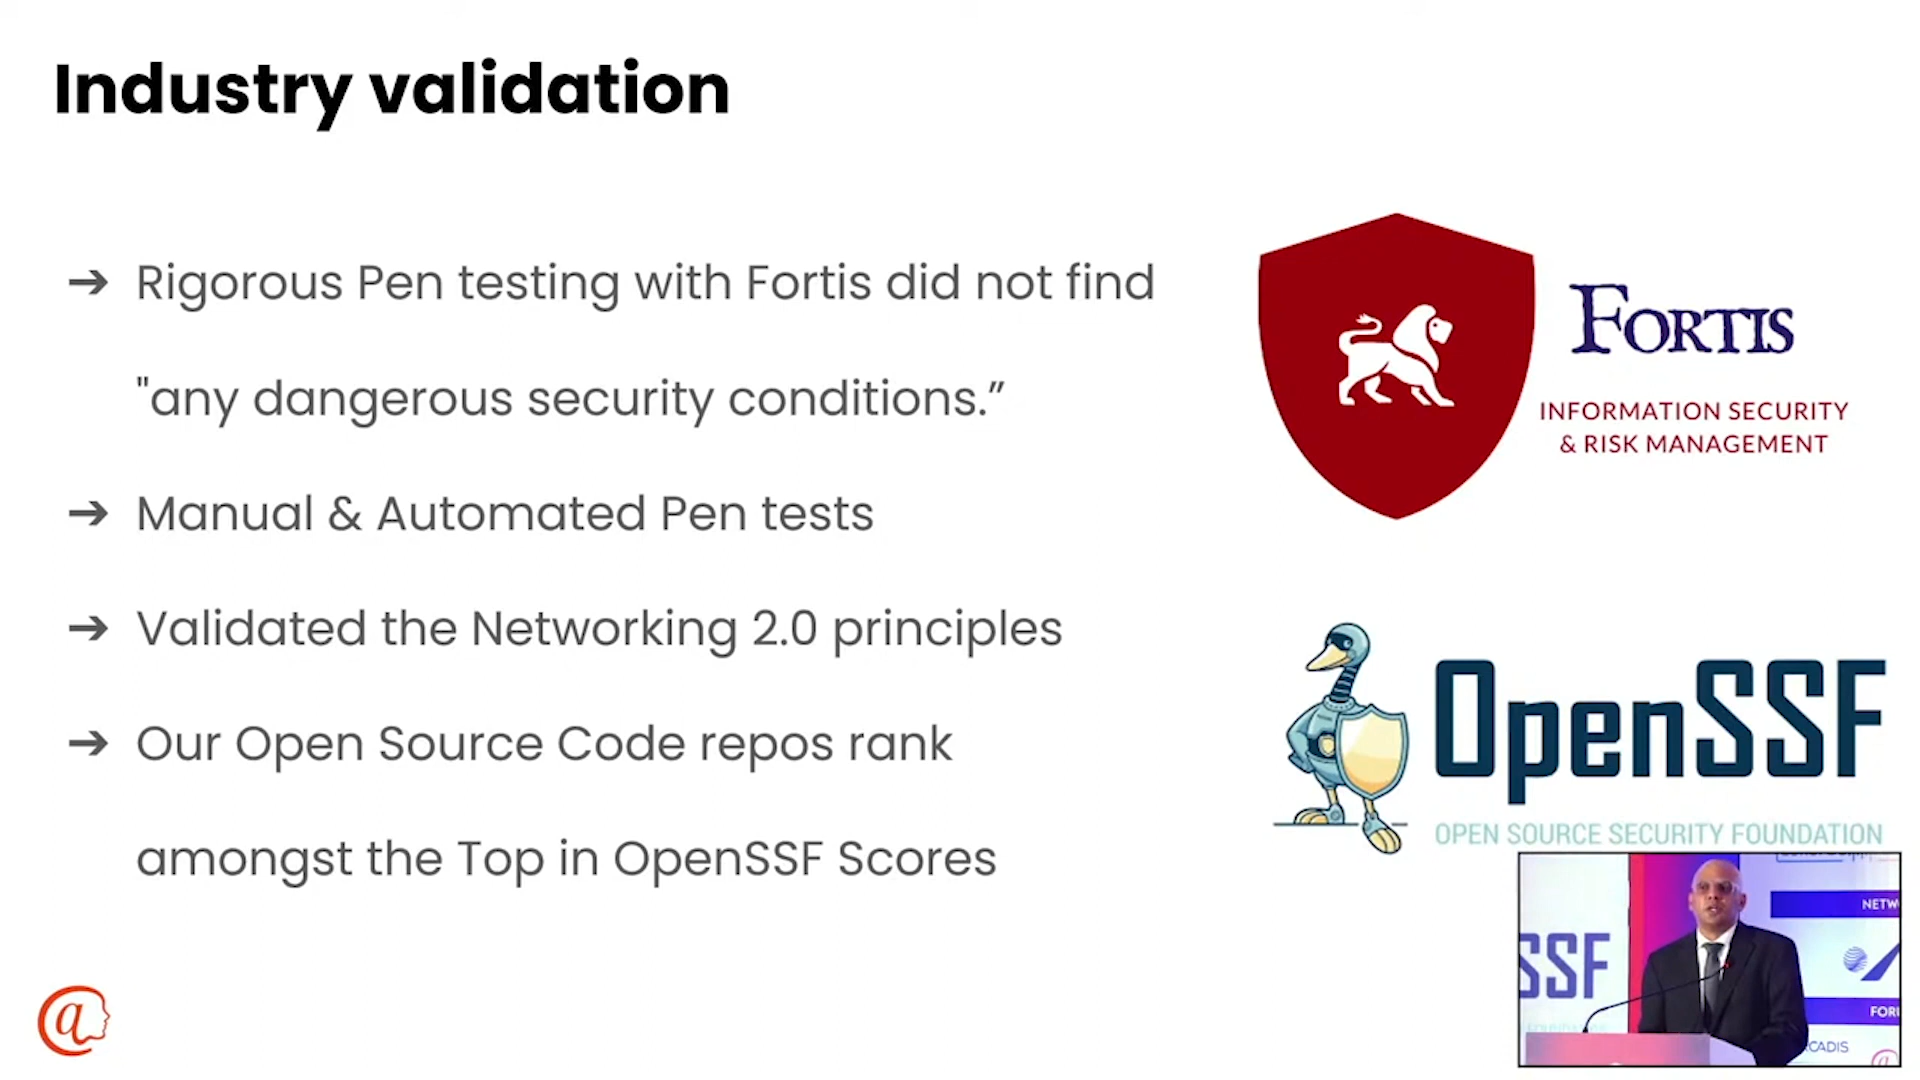 Industry validation
➔ Rigorous Pen testing with Fortis did not find
"any dangerous security conditions.”
➔ Manual & Automated Pen tests
➔ Validated the Networking 2.0 principles
➔ Our Open Source Code repos rank
amongst the Top in OpenSSF Scores
FORTIS
INFORMATION SECURITY
& RISK MANAGEMENT
OpenSSF
OPEN SOURCE SECURITY FOUNDATION
SSF
NETW
FOR
CADIS
@